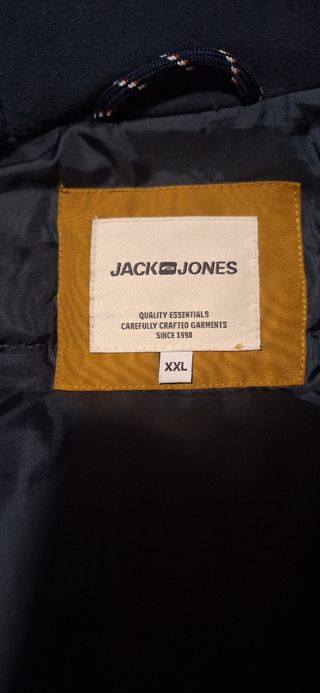 JACK JONES
QUALITY ESSENTIALS
CAREFULLY CRAFTED GARMENTS
SINCE 1990
XXL